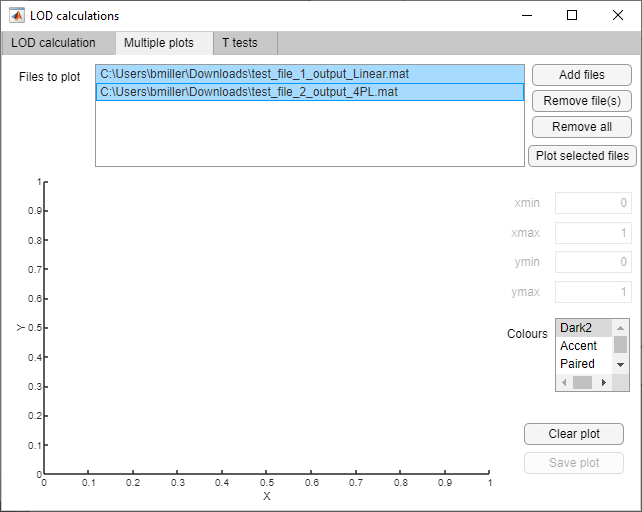 LOD calculations
LOD calculation
Multiple plots
T tests
Files to plot
C:\Users\bmiller\Downloads\test_file_1_output_Linear.mat
C:\Users\bmiller\Downloads\test_file_2_output_4PL.mat
Add files
Remove file(s)
Remove all
Plot selected files
xmin 0
xmax 1
ymin 0
ymax 1
Colours
Dark2
Accent
Paired
Clear plot
Save plot
1
0.9
0.8
0.7
0.6
0.5
0.4
0.3
0.2
0.1
0
Y
0 0.1 0.2 0.3 0.4 0.5 0.6 0.7 0.8 0.9 1
X